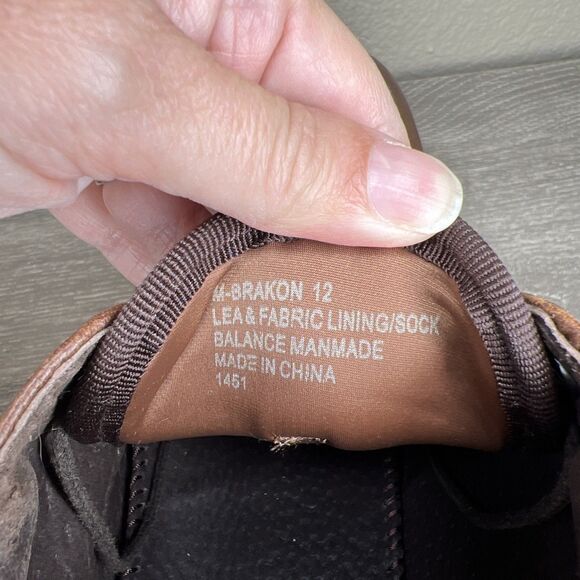 M-BRAKON 12
LEA & FABRIC LINING/SOCK
BALANCE MANMADE
MADE IN CHINA
1451